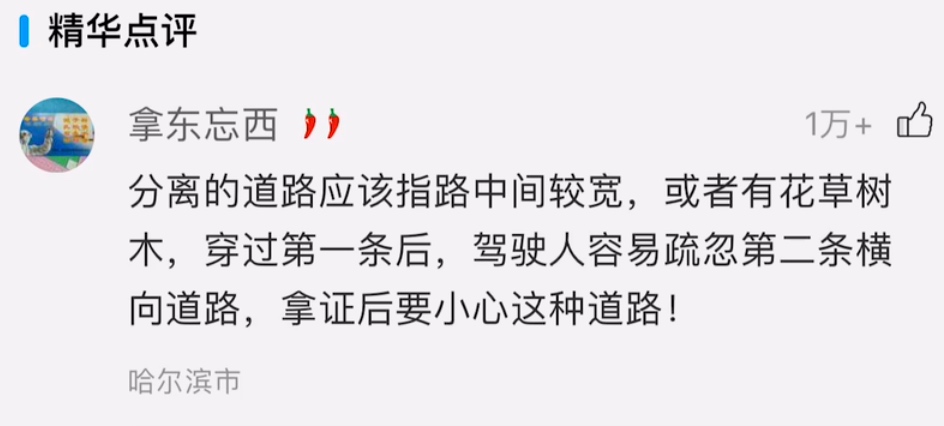 精华点评
拿东忘西
1万+
分离的道路应该指路中间较宽，或者有花草树
木，穿过第一条后，驾驶人容易疏忽第二条横
向道路，拿证后要小心这种道路！
哈尔滨市